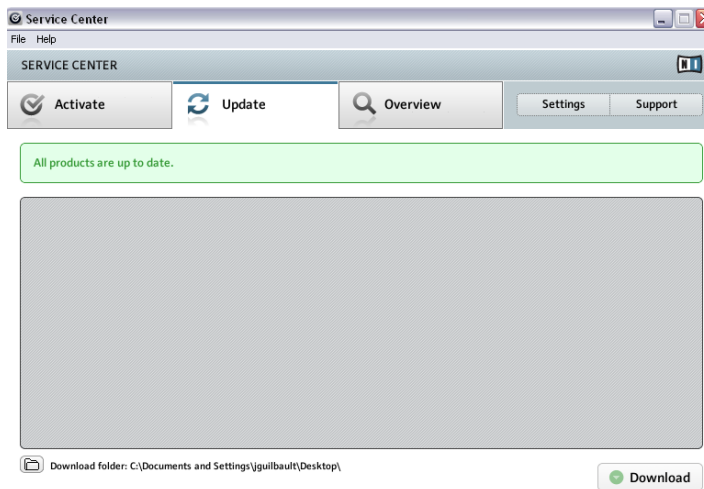 Service Center
File Help
SERVICE CENTER
NI
Activate Update Overview Settings Support
All products are up to date.
Download folder: C:\Documents and Settings\jguilbault\Desktop\
Download